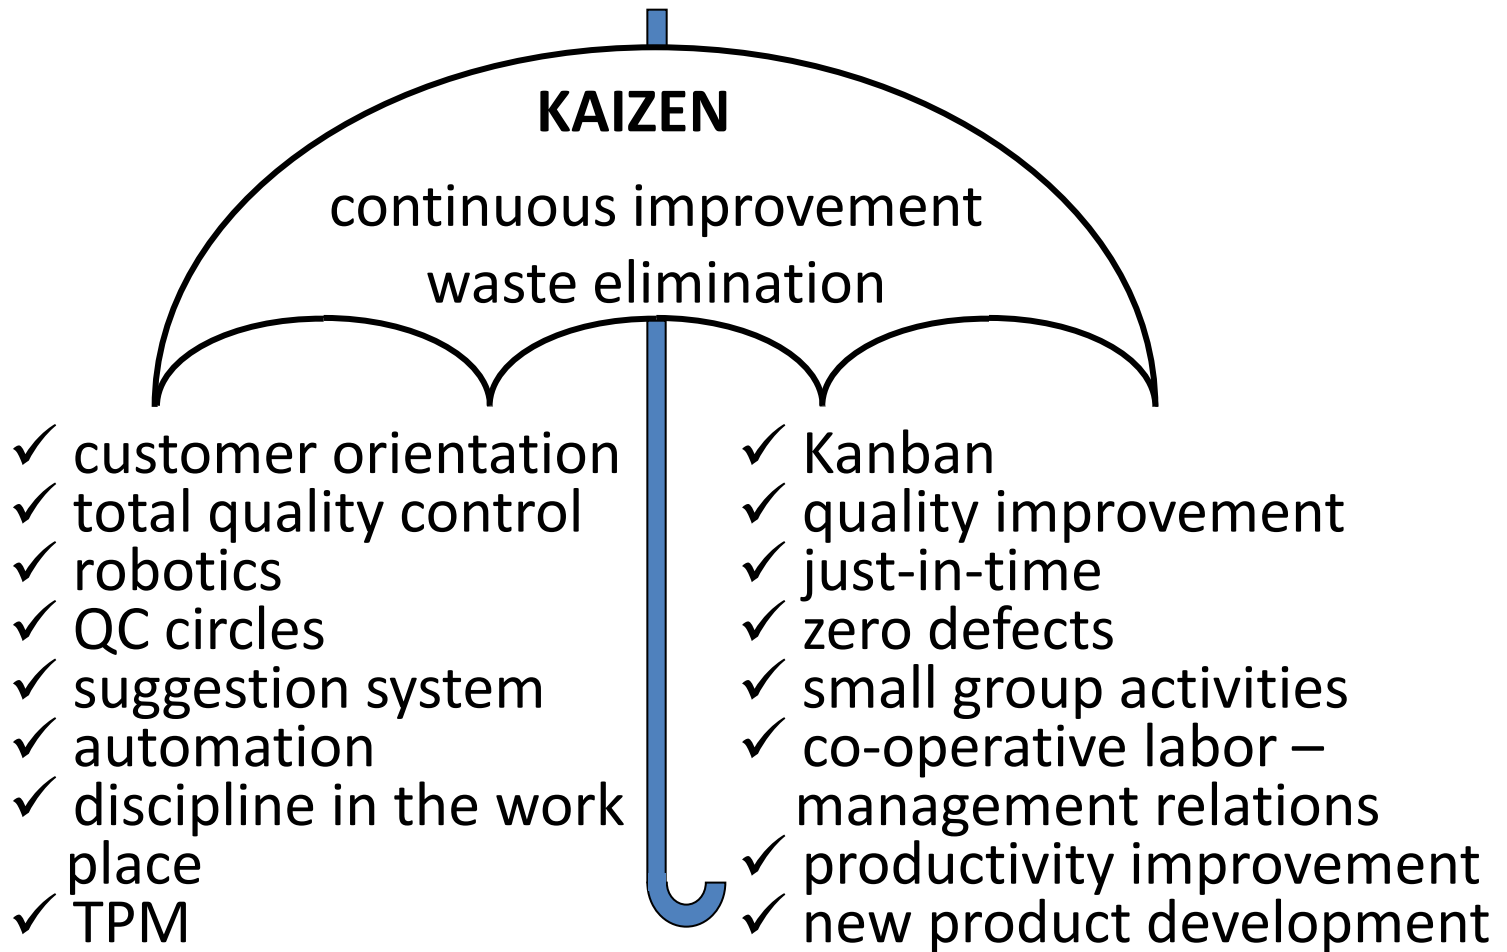 KAIZEN
continuous improvement
waste elimination
✓ customer orientation
✓ total quality control
✓ robotics
✓ QC circles
✓ suggestion system
✓ automation
✓ discipline in the work
place
✓ TPM
✓ Kanban
✓ quality improvement
✓ just-in-time
✓ zero defects
✓ small group activities
✓ co-operative labor –
management relations
✓ productivity improvement
✓ new product development